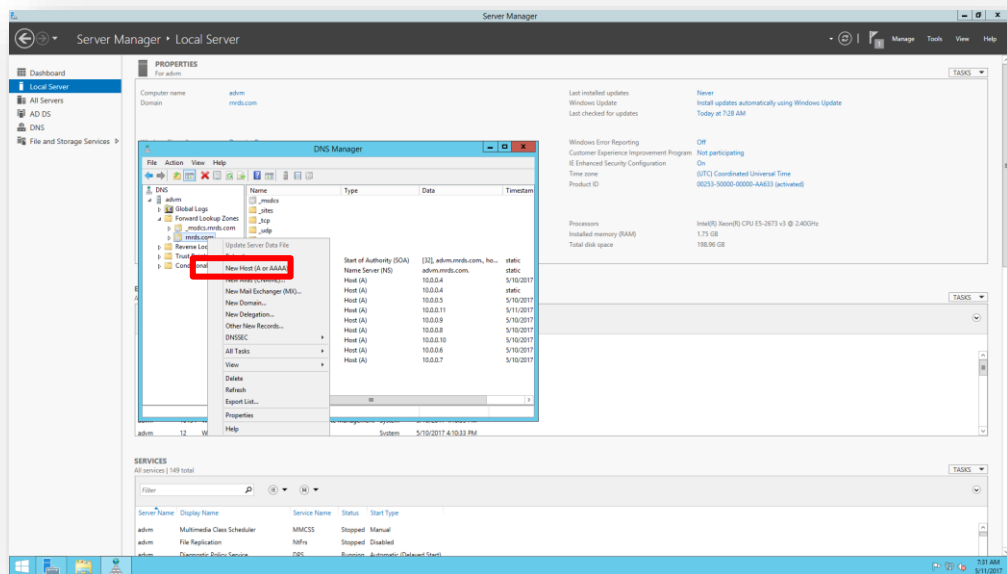 Server Manager
Server Manager • Local Server
Manage Tools View Help
1
Dashboard
Local Server
All Servers
AD DS
DNS
File and Storage Services
PROPERTIES
For advm
TASKS
Computer name advm
Domain mrds.com
Last installed updates Never
Windows Update Install updates automatically using Windows Update
Last checked for updates Today at 7:28 AM
Windows Error Reporting Off
Customer Experience Improvement Program Not participating
IE Enhanced Security Configuration On
Time zone (UTC) Coordinated Universal Time
Product ID 00253-50000-00000-AA633 (activated)
Processors Intel(R) Xeon(R) CPU E5-2673 v3 @ 2.40GHz
Installed memory (RAM) 1.75 GB
Total disk space 198.96 GB
DNS Manager
File Action View Help
DNS
advm
Global Logs
Forward Lookup Zones
_msdcs.mrds.com
mrds.com
Reverse Loo
Trust
Conditional
Name Type Data Timestam
_msdcs
_sites
_tcp
_udp
Start of Authority (SOA) [32], advm.mrds.com., ho... static
Name Server (NS) advm.mrds.com. static
Host (A) 10.0.0.4 5/10/2017
Host (A) 10.0.0.4 static
Host (A) 10.0.0.5 5/10/2017
Host (A) 10.0.0.11 5/11/2017
Host (A) 10.0.0.9 5/10/2017
Host (A) 10.0.0.8 5/10/2017
Host (A) 10.0.0.10 5/10/2017
Host (A) 10.0.0.6 5/10/2017
Host (A) 10.0.0.7 5/10/2017
Update Server Data File
New Host (A or AAAA)
New Alias (CNAME)...
New Mail Exchanger (MX)...
New Domain...
New Delegation...
Other New Records...
DNSSEC
All Tasks
View
Delete
Refresh
Export List...
Properties
Help
TASKS
advm 12 W System 5/10/2017 4:10:33 PM
SERVICES
All services | 149 total
TASKS
Filter
Server Name Display Name Service Name Status Start Type
advm Multimedia Class Scheduler MMCSS Stopped Manual
advm File Replication NtFrs Stopped Disabled
advm Diagnostic Policy Service DPS Running Automatic (Delayed Start)
7:31 AM
5/11/2017